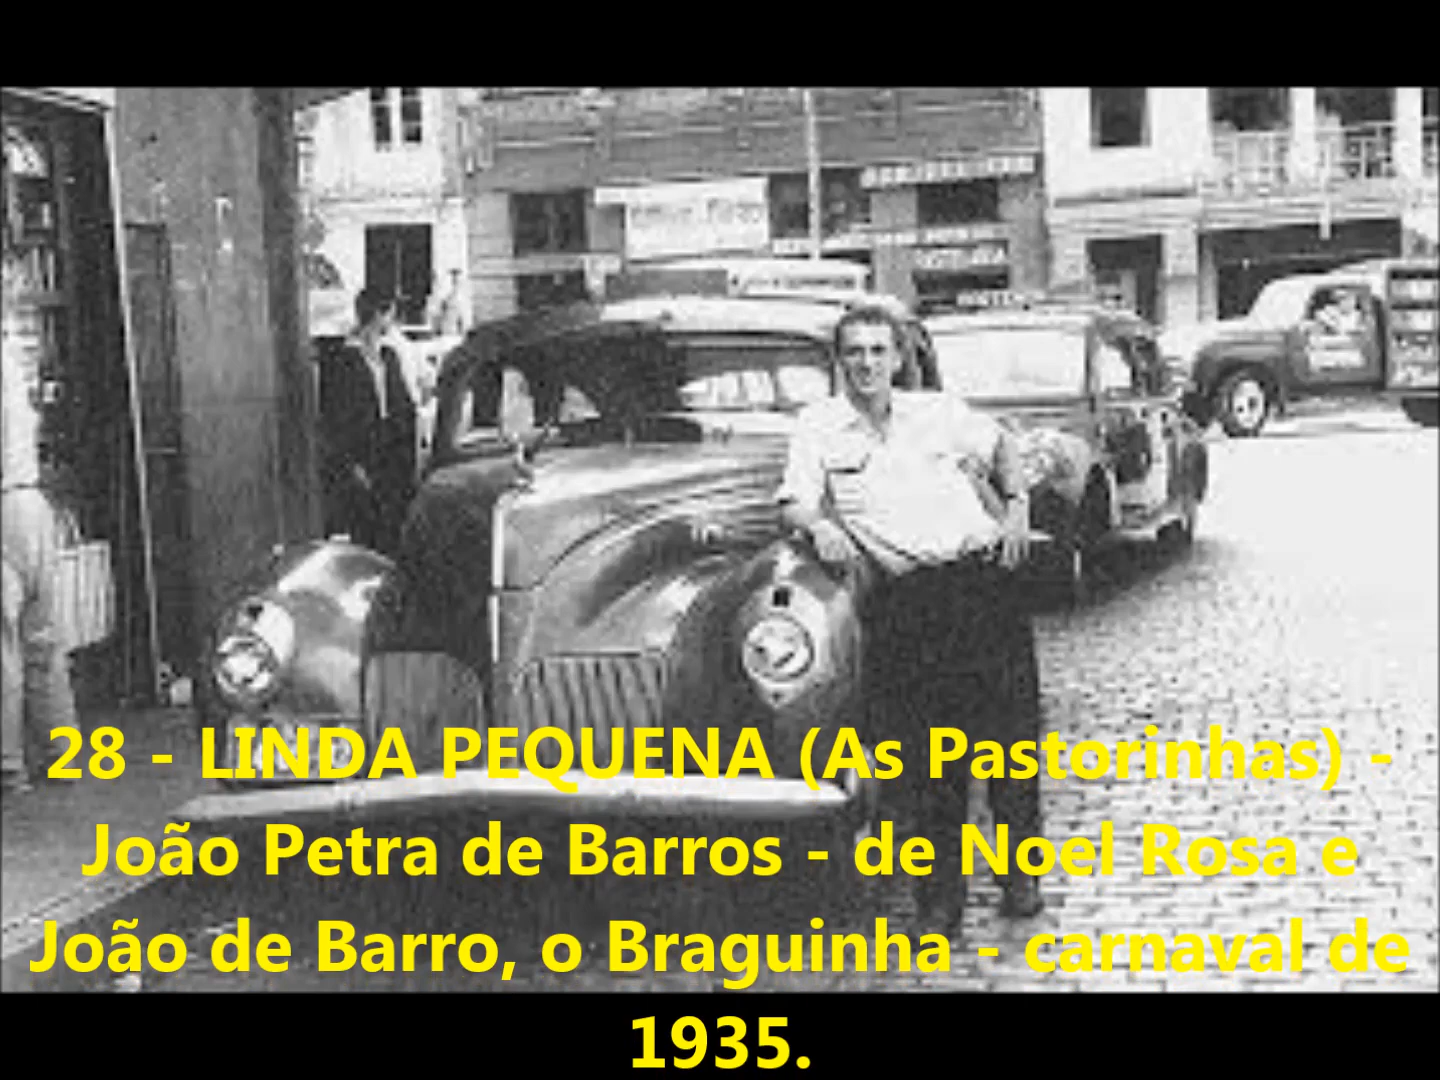 28 - LINDA PEQUENA (As Pastorinhas) -
João Petra de Barros - de Noel Rosa e
João de Barro, o Braguinha - carnaval de
1935.